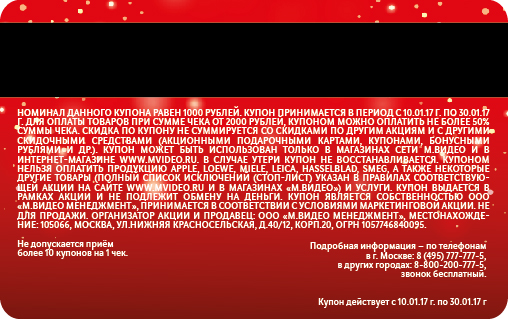 НОМИНАЛ ДАННОГО КУПОНА РАВЕН 1000 РУБЛЕЙ. КУПОН ПРИНИМАЕТСЯ В ПЕРИОД С 10.01.17 Г. ПО 30.01.17
Г. ДЛЯ ОПЛАТЫ ТОВАРОВ ПРИ СУММЕ ЧЕКА ОТ 2000 РУБЛЕЙ, КУПОНОМ МОЖНО ОПЛАТИТЬ НЕ БОЛЕЕ 50%
СУММЫ ЧЕКА. СКИДКА ПО КУПОНУ НЕ СУММИРУЕТСЯ СО СКИДКАМИ ПО ДРУГИМ АКЦИЯМ И С ДРУГИМИ
СКИДОЧНЫМИ СРЕДСТВАМИ (АКЦИОННЫМИ ПОДАРОЧНЫМИ КАРТАМИ, КУПОНАМИ, БОНУСНЫМИ
РУБЛЯМИ И ДР.). КУПОН МОЖЕТ БЫТЬ ИСПОЛЬЗОВАН ТОЛЬКО В МАГАЗИНАХ СЕТИ М.ВИДЕО И В
ИНТЕРНЕТ-МАГАЗИНЕ WWW.MVIDEO.RU. В СЛУЧАЕ УТЕРИ КУПОН НЕ ВОССТАНАВЛИВАЕТСЯ. КУПОНОМ
НЕЛЬЗЯ ОПЛАТИТЬ ПРОДУКЦИЮ APPLE, LOEWE, MIELE, LEICA, HASSELBLAD, SMEG, А ТАКЖЕ НЕКОТОРЫЕ
ДРУГИЕ ТОВАРЫ (ПОЛНЫЙ СПИСОК ИСКЛЮЧЕНИЙ (СТОП-ЛИСТ) УКАЗАН В ПРАВИЛАХ СООТВЕТСТВУЮ-
ЩЕЙ АКЦИИ НА САЙТЕ WWW.MVIDEO.RU И В МАГАЗИНАХ «М.ВИДЕО») И УСЛУГИ. КУПОН ВЫДАЕТСЯ В
РАМКАХ АКЦИИ И НЕ ПОДЛЕЖИТ ОБМЕНУ НА ДЕНЬГИ. КУПОН ЯВЛЯЕТСЯ СОБСТВЕННОСТЬЮ ООО
«М.ВИДЕО МЕНЕДЖМЕНТ», ПРИНИМАЕТСЯ В СООТВЕТСТВИИ С УСЛОВИЯМИ МАРКЕТИНГОВОЙ АКЦИИ. НЕ
ДЛЯ ПРОДАЖИ. ОРГАНИЗАТОР АКЦИИ И ПРОДАВЕЦ: ООО «М.ВИДЕО МЕНЕДЖМЕНТ», МЕСТОНАХОЖДЕ-
НИЕ: 105066, МОСКВА, УЛ.НИЖНЯЯ КРАСНОСЕЛЬСКАЯ, Д.40/12, КОРП.20, ОГРН 1057746840095.
Не допускается приём
более 10 купонов на 1 чек.
Подробная информация – по телефонам
в г. Москве: 8 (495) 777-777-5,
в других городах: 8-800-200-777-5,
звонок бесплатный.
Купон действует с 10.01.17 г. по 30.01.17 г